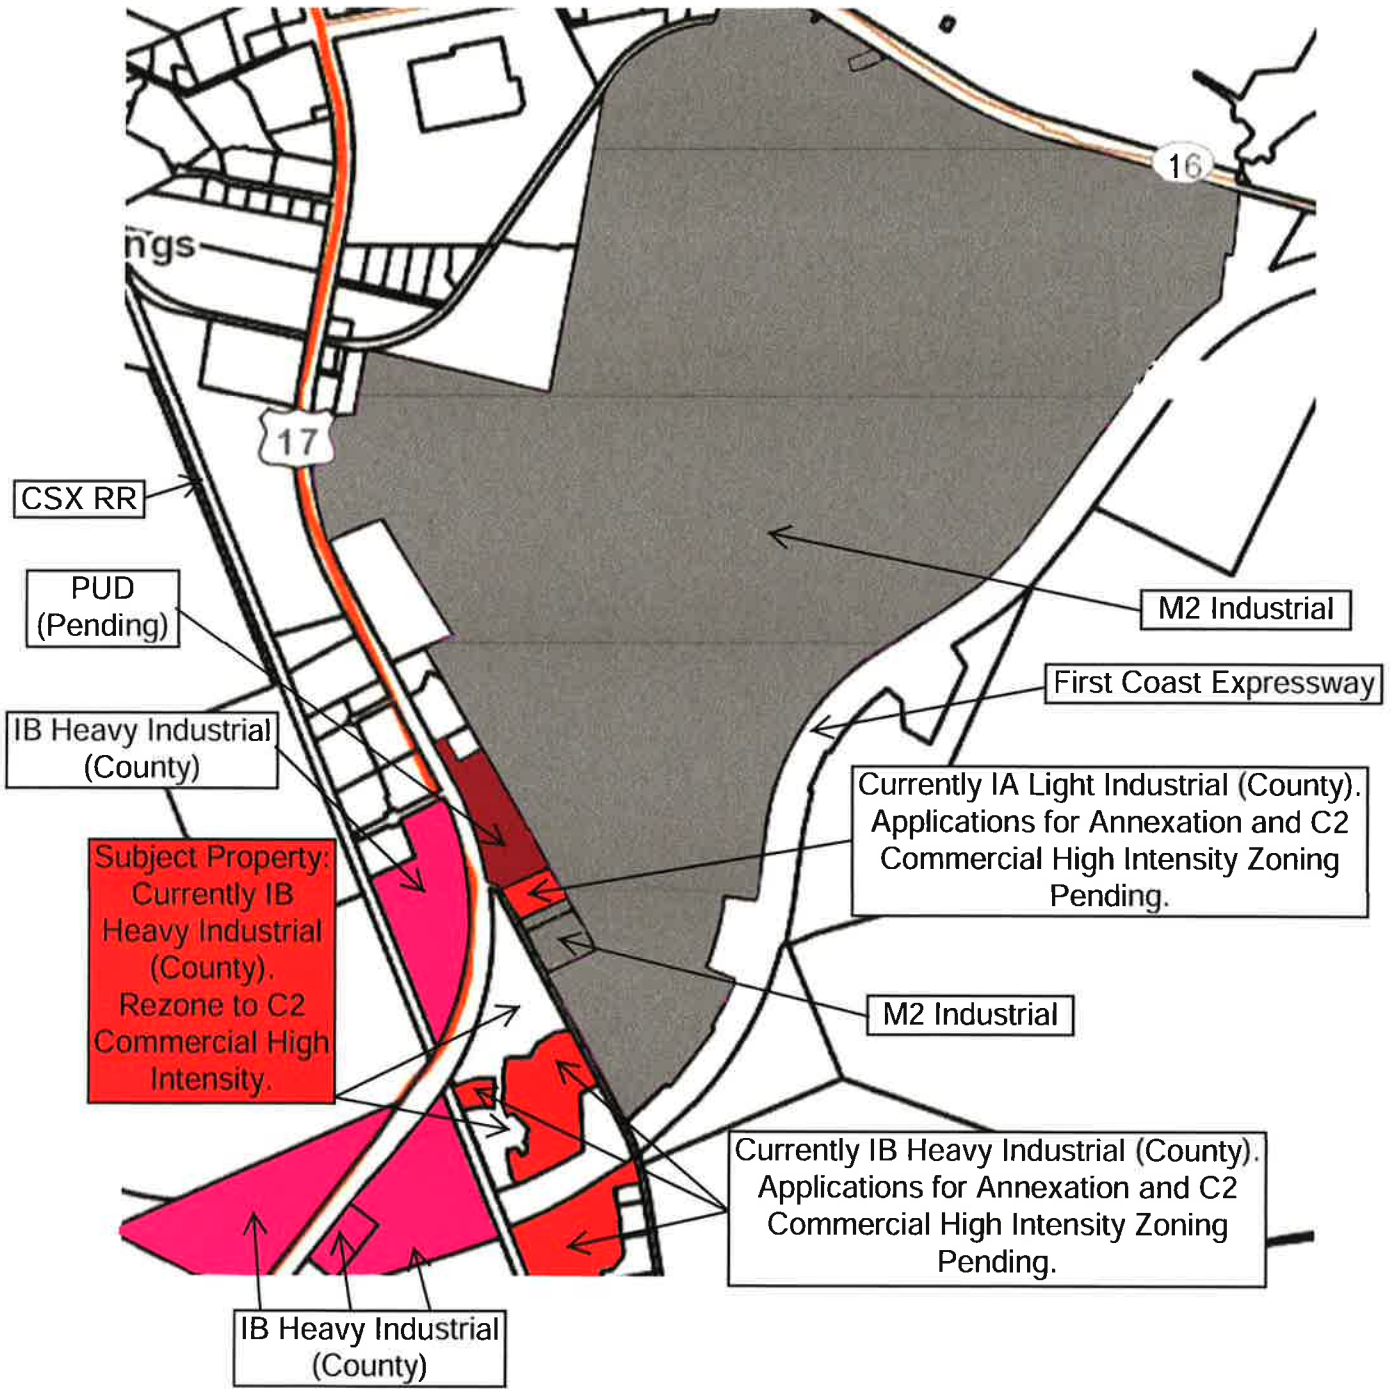 16
ngs
17
CSX RR
PUD
(Pending)
M2 Industrial
First Coast Expressway
IB Heavy Industrial
(County)
Currently IA Light Industrial (County).
Applications for Annexation and C2
Commercial High Intensity Zoning
Pending.
Subject Property:
Currently IB
Heavy Industrial
(County).
Rezone to C2
Commercial High
Intensity.
M2 Industrial
Currently IB Heavy Industrial (County).
Applications for Annexation and C2
Commercial High Intensity Zoning
Pending.
IB Heavy Industrial
(County)